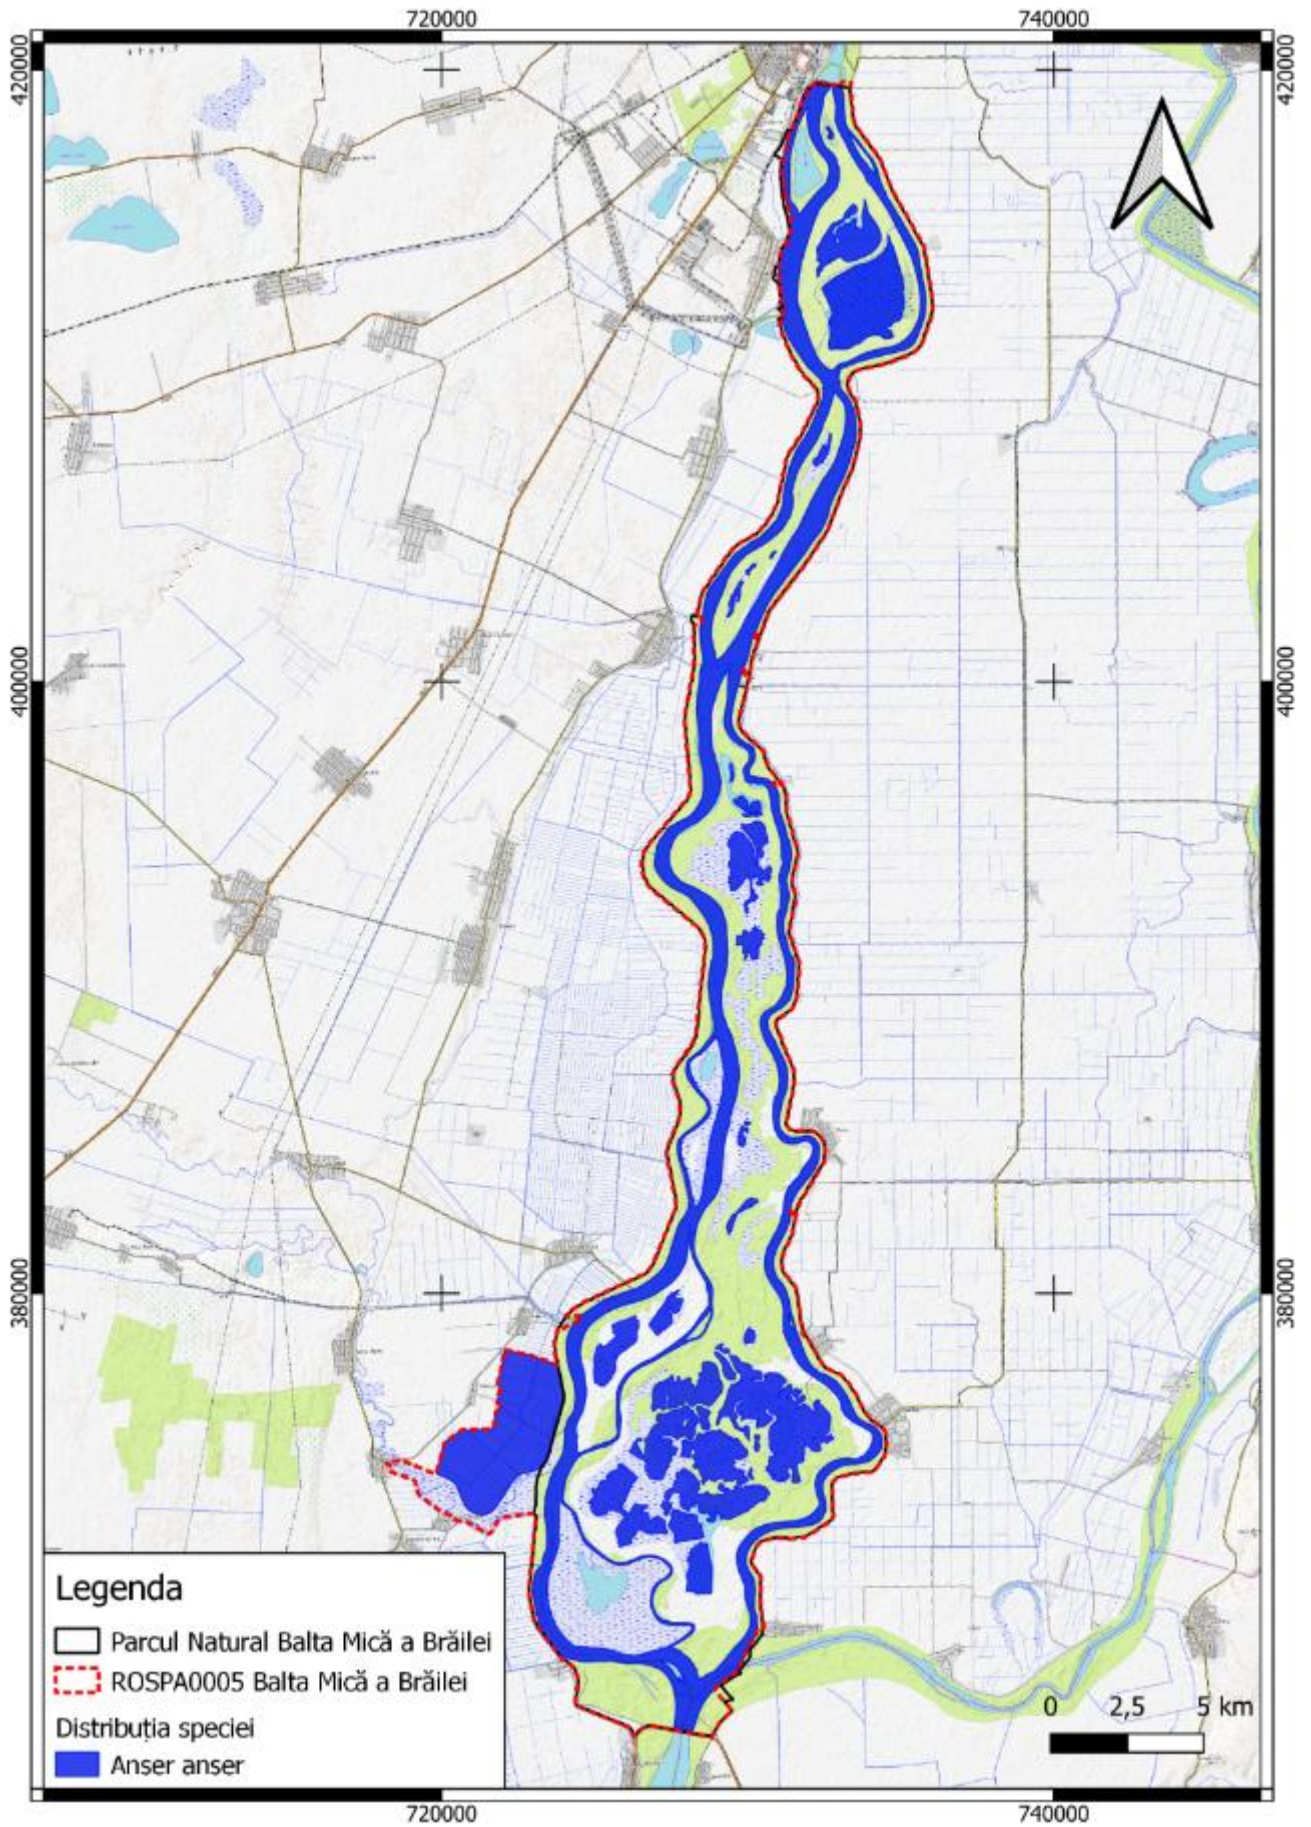 720000 740000
420000 420000
400000 400000
380000 380000
Legenda
Parcul Natural Balta Mică a Brăilei
ROSPA0005 Balta Mică a Brăilei
Distribuția speciei
Anser anser
0 2,5 5 km
720000 740000